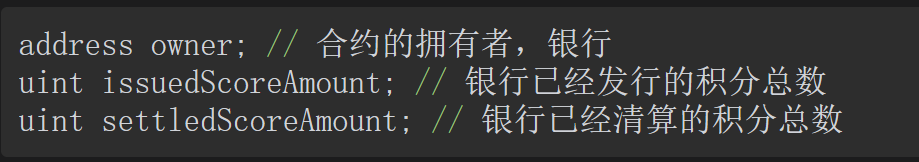 address owner; // 合约的拥有者，银行
uint issuedScoreAmount; // 银行已经发行的积分总数
uint settledScoreAmount; // 银行已经清算的积分总数